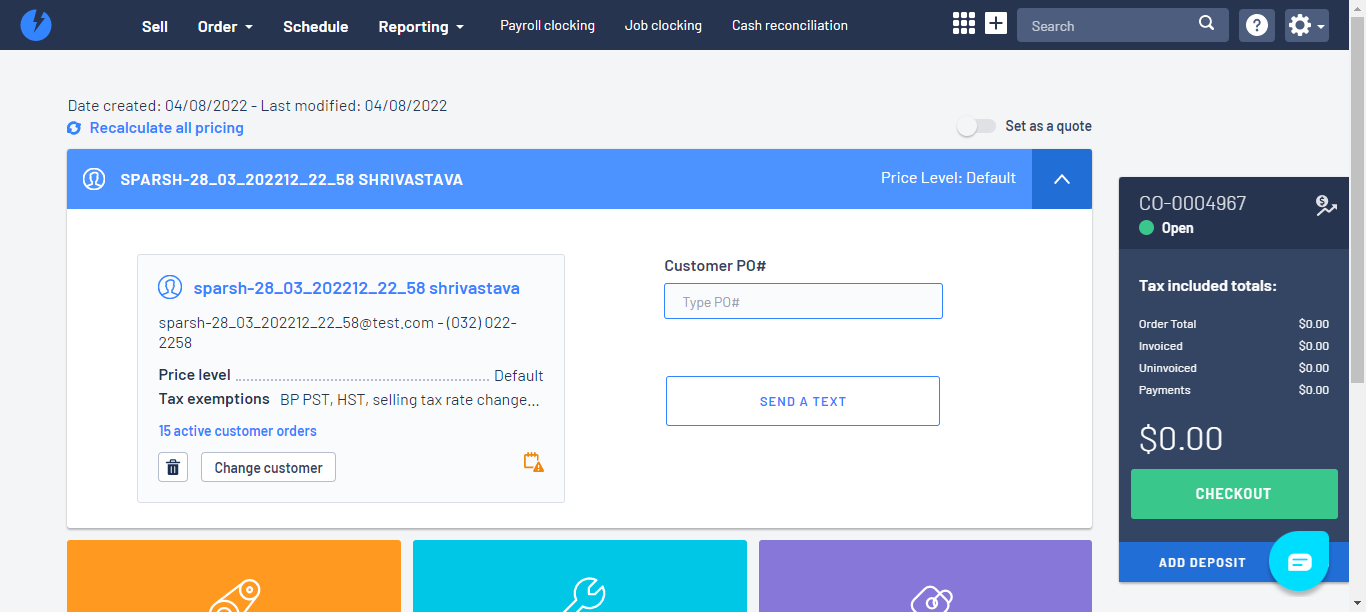 Sell Order Schedule Reporting Payroll clocking Job clocking Cash reconciliation Search
Date created: 04/08/2022 - Last modified: 04/08/2022
Recalculate all pricing
Set as a quote
SPARSH-28_03_202212_22_58 SHRIVASTAVA
Price Level: Default
sparsh-28_03_202212_22_58 shrivastava
sparsh-28_03_202212_22_58@test.com - (032) 022-
2258
Price level Default
Tax exemptions BP PST, HST, selling tax rate change...
15 active customer orders
Change customer
Customer PO#
Type PO#
SEND A TEXT
CO-0004967
Open
Tax included totals:
Order Total $0.00
Invoiced $0.00
Uninvoiced $0.00
Payments $0.00
$0.00
CHECKOUT
ADD DEPOSIT